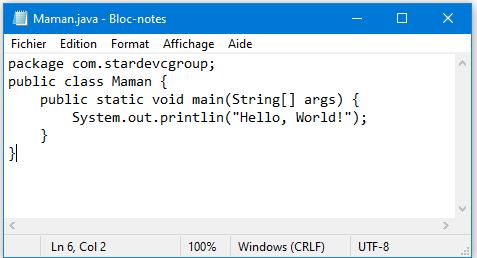 Maman.java - Bloc-notes
Fichier Edition Format Affichage Aide
package com.stardevcgroup;
public class Maman {
    public static void main(String[] args) {
        System.out.printlin("Hello, World!");
    }
}
Ln 6, Col 2 100% Windows (CRLF) UTF-8